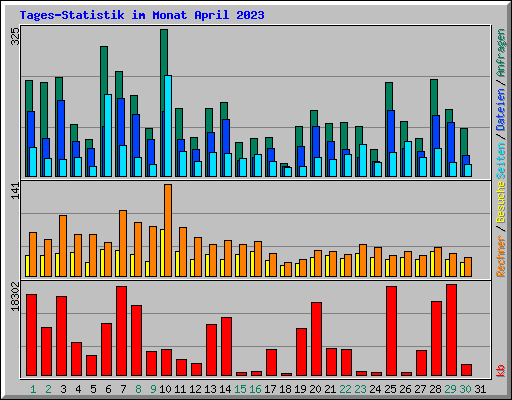 Tages-Statistik im Monat April 2023
325
Rechner / Besuche Seiten / Dateien / Anfragen
141
18302
kb
1 2 3 4 5 6 7 8 9 10 11 12 13 14 15 16 17 18 19 20 21 22 23 24 25 26 27 28 29 30 31